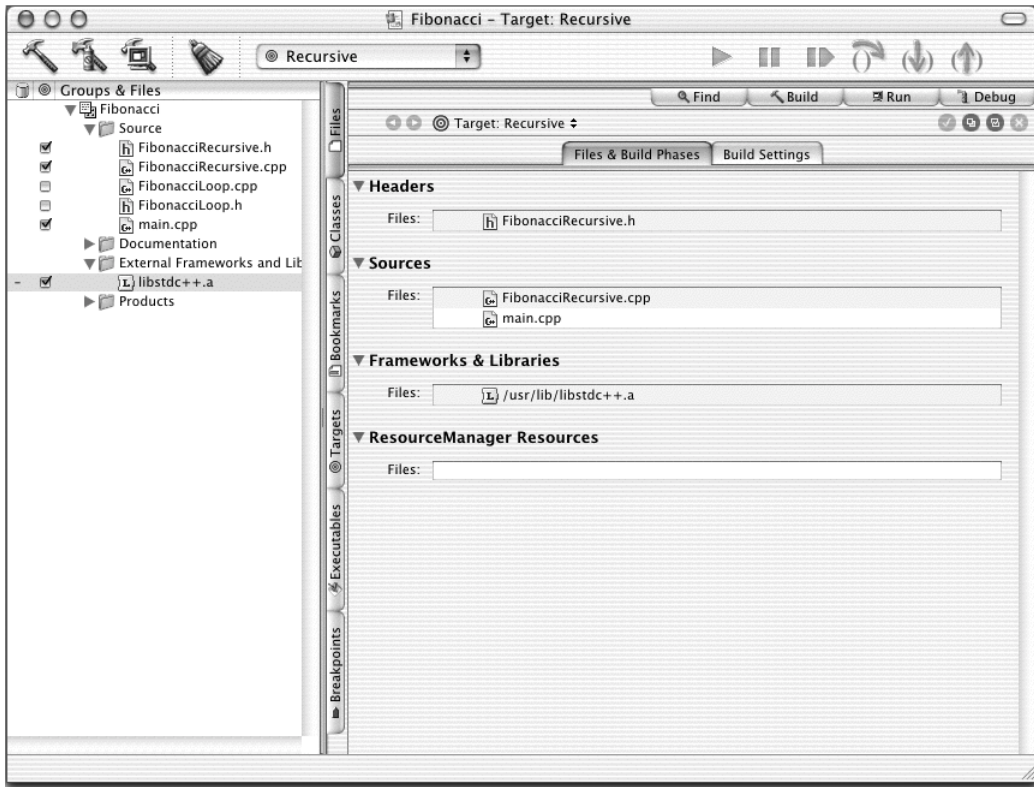 Fibonacci – Target: Recursive
Recursive
Groups & Files
Fibonacci
Source
FibonacciRecursive.h
FibonacciRecursive.cpp
FibonacciLoop.cpp
FibonacciLoop.h
main.cpp
Documentation
External Frameworks and Lib
libstdc++.a
Products
Files
Classes
Bookmarks
Targets
Executables
Breakpoints
Find
Build
Run
Debug
Target: Recursive
Files & Build Phases
Build Settings
Headers
Files:
FibonacciRecursive.h
Sources
Files:
FibonacciRecursive.cpp
main.cpp
Frameworks & Libraries
Files:
/usr/lib/libstdc++.a
ResourceManager Resources
Files: